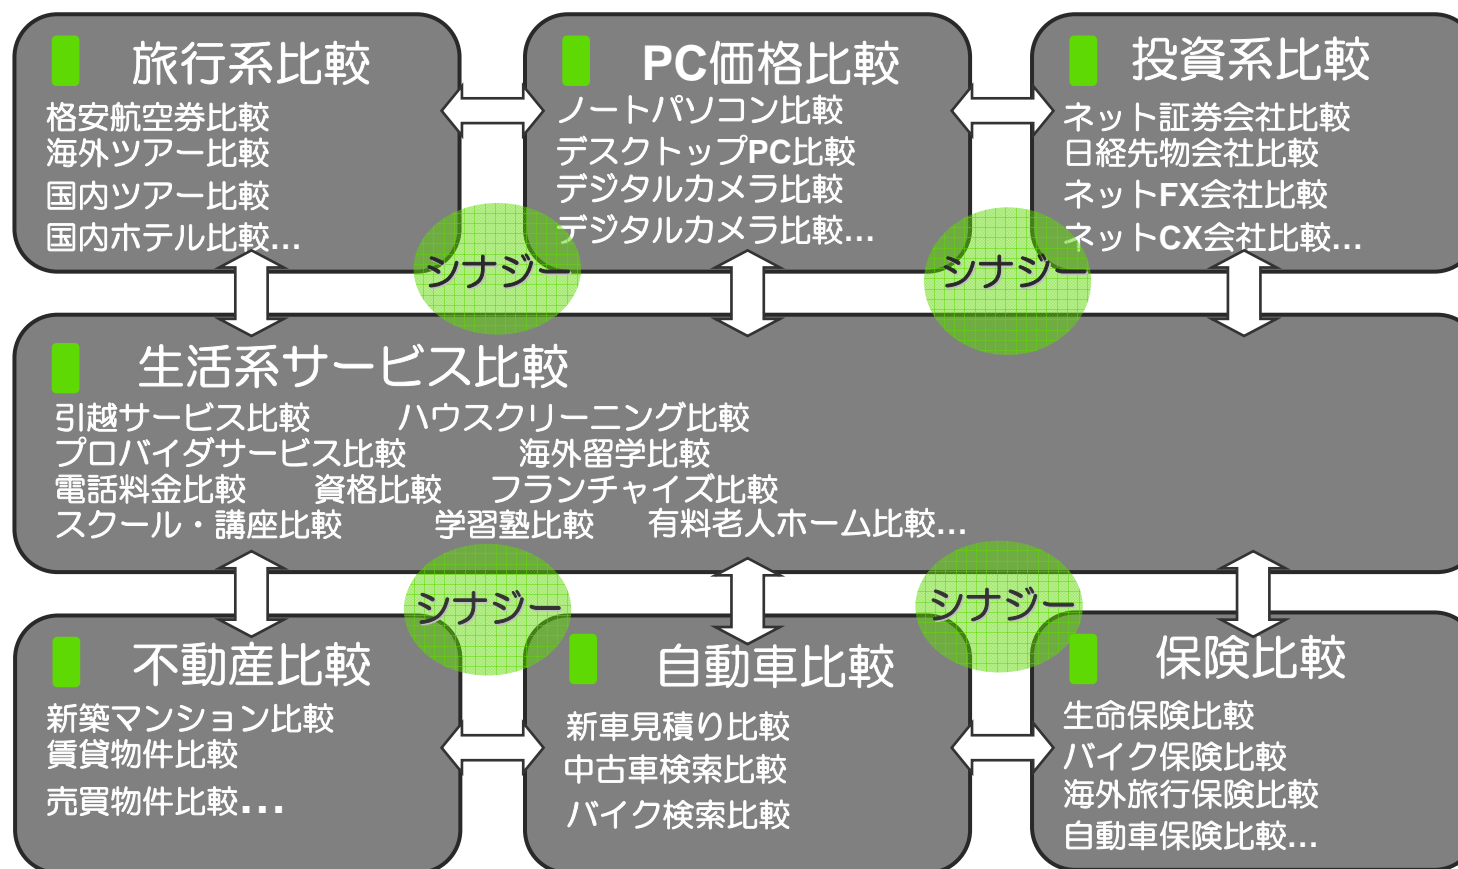 旅行系比較
格安航空券比較
海外ツアー比較
国内ツアー比較
国内ホテル比較...
PC価格比較
ノートパソコン比較
デスクトップPC比較
デジタルカメラ比較
デジタルカメラ比較...
投資系比較
ネット証券会社比較
日経先物会社比較
ネットFX会社比較
ネットCX会社比較...
シナジー
シナジー
生活系サービス比較
引越サービス比較 ハウスクリーニング比較
プロバイダサービス比較 海外留学比較
電話料金比較 資格比較 フランチャイズ比較
スクール・講座比較 学習塾比較 有料老人ホーム比較...
シナジー
シナジー
不動産比較
新築マンション比較
賃貸物件比較
売買物件比較...
自動車比較
新車見積り比較
中古車検索比較
バイク検索比較
保険比較
生命保険比較
バイク保険比較
海外旅行保険比較
自動車保険比較...